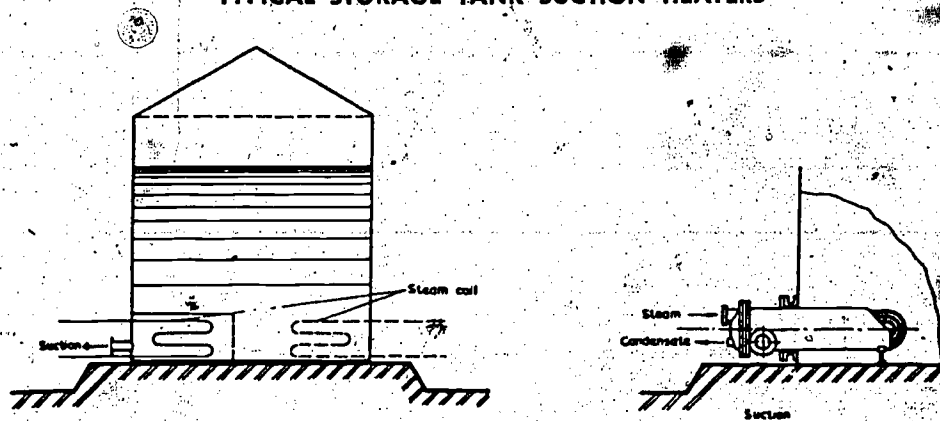 TYPICAL STORAGE TANK SUCTION HEATERS
Steam coil
Suction
Steam
Condensate
Suction